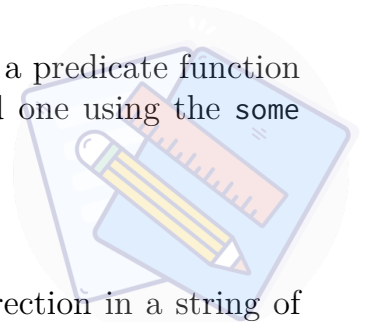 a predicate function
one using the some
rection in a string of